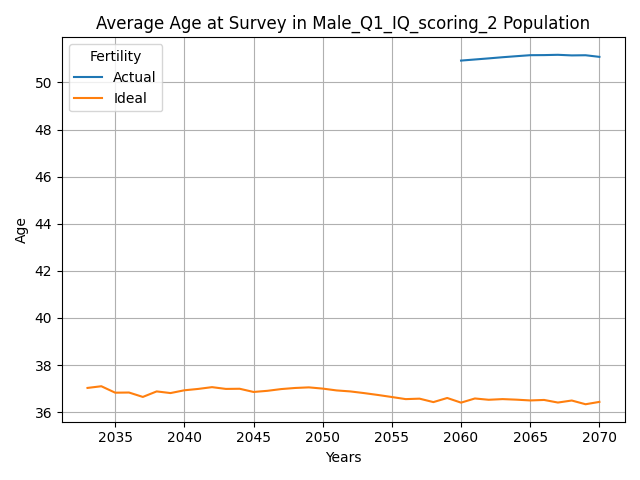 Average Age at Survey in Male_Q1_IQ_scoring_2 Population
Fertility
Actual
Ideal
50
48
46
44
42
40
38
36
Age
2035 2040 2045 2050 2055 2060 2065 2070
Years